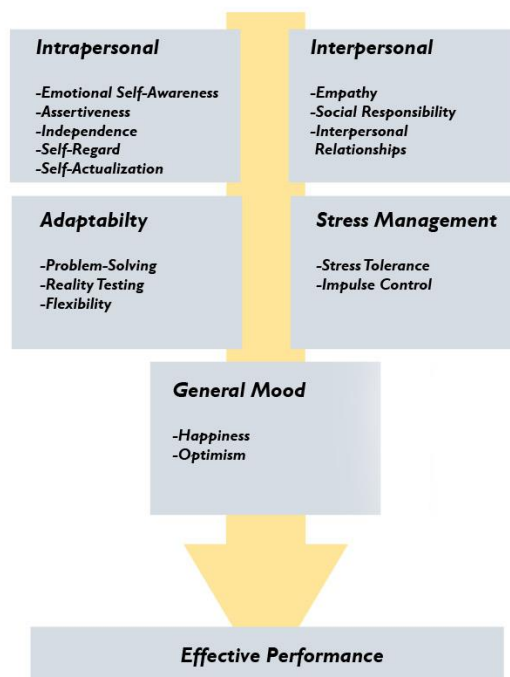 Intrapersonal
-Emotional Self-Awareness
-Assertiveness
-Independence
-Self-Regard
-Self-Actualization
Interpersonal
-Empathy
-Social Responsibility
-Interpersonal
Relationships
Adaptabilty
-Problem-Solving
-Reality Testing
-Flexibility
Stress Management
-Stress Tolerance
-Impulse Control
General Mood
-Happiness
-Optimism
Effective Performance